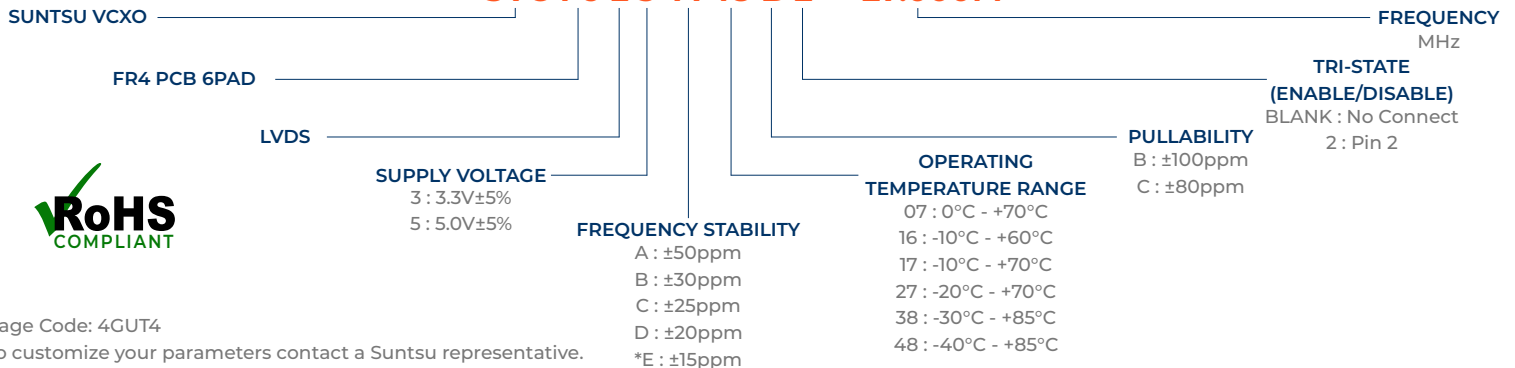 SUNTSU VCXO
FREQUENCY
MHz
FR4 PCB 6PAD
TRI-STATE
(ENABLE/DISABLE)
BLANK : No Connect
2 : Pin 2
LVDS
PULLABILITY
B : ±100ppm
C : ±80ppm
SUPPLY VOLTAGE
3 : 3.3V±5%
5 : 5.0V±5%
OPERATING
TEMPERATURE RANGE
07 : 0°C - +70°C
16 : -10°C - +60°C
17 : -10°C - +70°C
27 : -20°C - +70°C
38 : -30°C - +85°C
48 : -40°C - +85°C
FREQUENCY STABILITY
A : ±50ppm
B : ±30ppm
C : ±25ppm
D : ±20ppm
*E : ±15ppm
RoHS
COMPLIANT
age Code: 4GUT4
o customize your parameters contact a Suntsu representative.